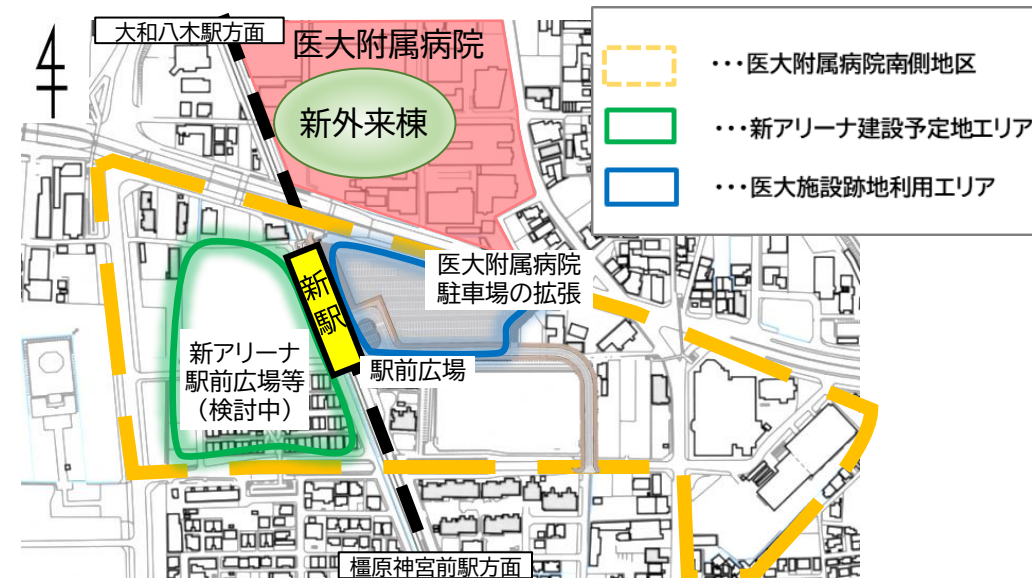 大和八木駅方面
医大附属病院
新外来棟
･･･医大附属病院南側地区
･･･新アリーナ建設予定地エリア
･･･医大施設跡地利用エリア
医大附属病院
駐車場の拡張
新駅
新アリーナ
駅前広場等
（検討中）
駅前広場
橿原神宮前駅方面